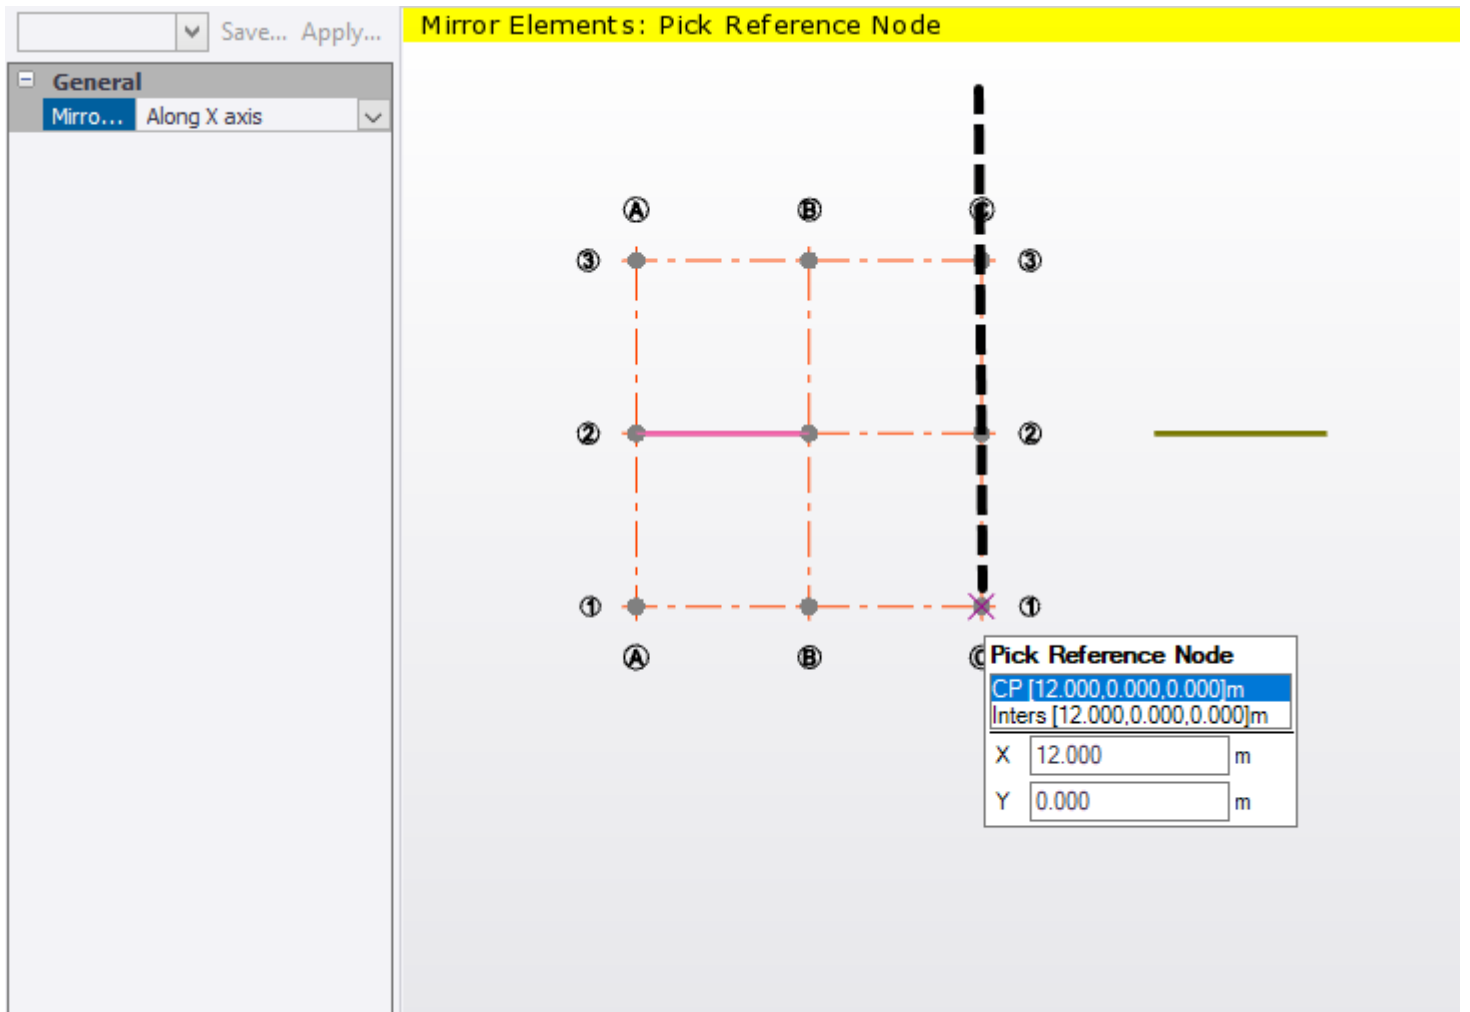 Save... Apply...
Mirror Elements: Pick Reference Node
General
Mirro... Along X axis
A B C
3 3
2 2
1 1
A B C
Pick Reference Node
CP [12.000,0.000,0.000]m
Inters [12.000,0.000,0.000]m
X 12.000 m
Y 0.000 m